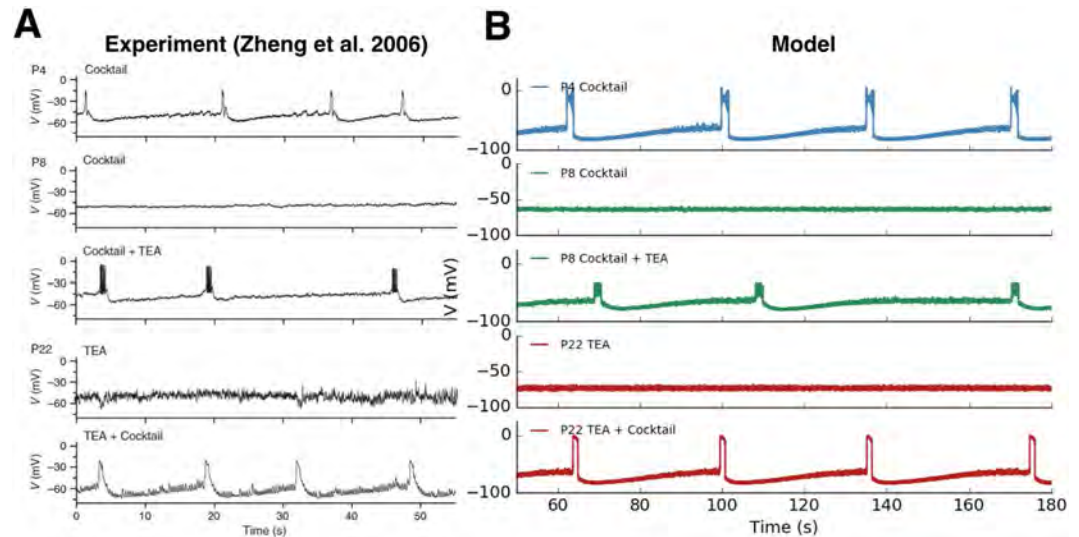 A
Experiment (Zheng et al. 2006)
P4
Cocktail
0
−30
−60
V (mV)
P8
Cocktail
0
−30
−60
V (mV)
Cocktail + TEA
0
−30
−60
V (mV)
P22
TEA
0
−30
−60
V (mV)
TEA + Cocktail
0
−30
−60
V (mV)
0 10 20 30 40 50
Time (s)
B
Model
P4 Cocktail
0
−100
P8 Cocktail
0
−50
−100
P8 Cocktail + TEA
0
−100
V (mV)
P22 TEA
0
−50
−100
P22 TEA + Cocktail
0
−100
60 80 100 120 140 160 180
Time (s)